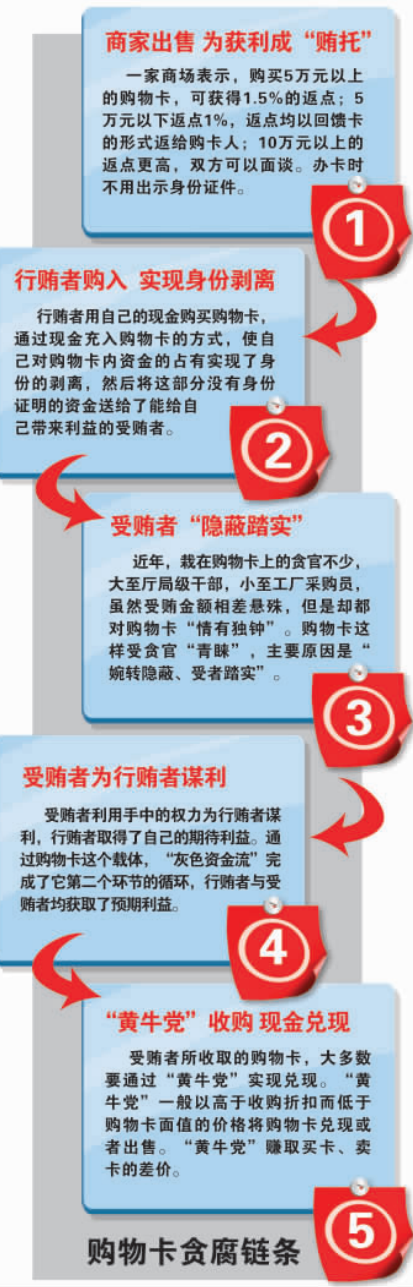 商家出售 为获利成“贿托”
一家商场表示，购买5万元以上
的购物卡，可获得1.5%的返点；5
万元以下返点1%，返点均以回馈卡
的形式返给购卡人；10万元以上的
返点更高，双方可以面谈。办卡时
不用出示身份证件。
1
行贿者购入 实现身份剥离
行贿者用自己的现金购买购物卡，
通过现金充入购物卡的方式，使自
己对购物卡内资金的占有实现了身
份的剥离，然后将这部分没有身份
证明的资金送给了能给自
己带来利益的受贿者。
2
受贿者“隐蔽踏实”
近年，栽在购物卡上的贪官不少，
大至厅局级干部，小至工厂采购员，
虽然受贿金额相差悬殊，但是却都
对购物卡“情有独钟”。购物卡这
样受贪官“青睐”，主要原因是“
婉转隐蔽、受者踏实”。
3
受贿者为行贿者谋利
受贿者利用手中的权力为行贿者谋
利，行贿者取得了自己的期待利益。通
过购物卡这个载体，“灰色资金流”完
成了它第二个环节的循环，行贿者与受
贿者均获取了预期利益。
4
“黄牛党”收购 现金兑现
受贿者所收取的购物卡，大多数
要通过“黄牛党”实现兑现。“黄
牛党”一般以高于收购折扣而低于
购物卡面值的价格将购物卡兑现或
者出售。“黄牛党”赚取买卡、卖
卡的差价。
5
购物卡贪腐链条